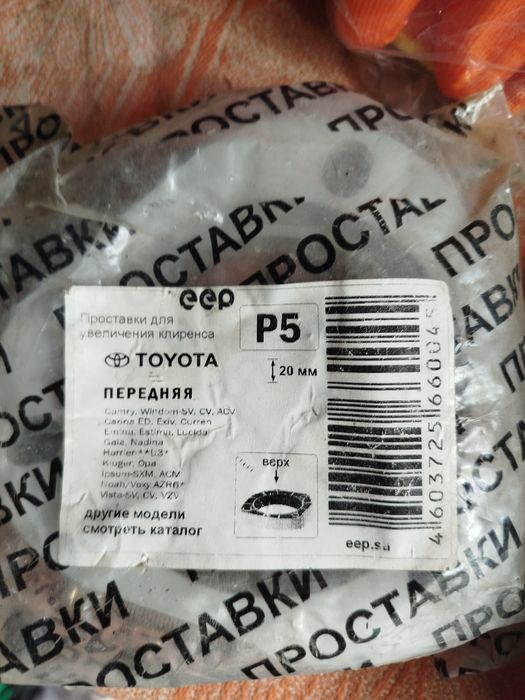 ПРОСТАВКИ
ПРОСТАВКИ
ПРОСТАВКИ
eep
Проставки для
увеличения клиренса
P5
TOYOTA
20 мм
ПЕРЕДНЯЯ
Camry, Windom-SV, CV, ACV
Carina ED, Exiv, Curren
Emina, Estima, Lucida
Gaia, Nadina
Harrier-**U3*
Kluger, Opa
Ipsum-SXM, ACM
Noah, Voxy AZR6*
Vista-SV, CV, VZV
верх
другие модели
смотреть каталог
eep.su
4603725660045
ПРОСТАВКИ
ПРОСТАВКИ